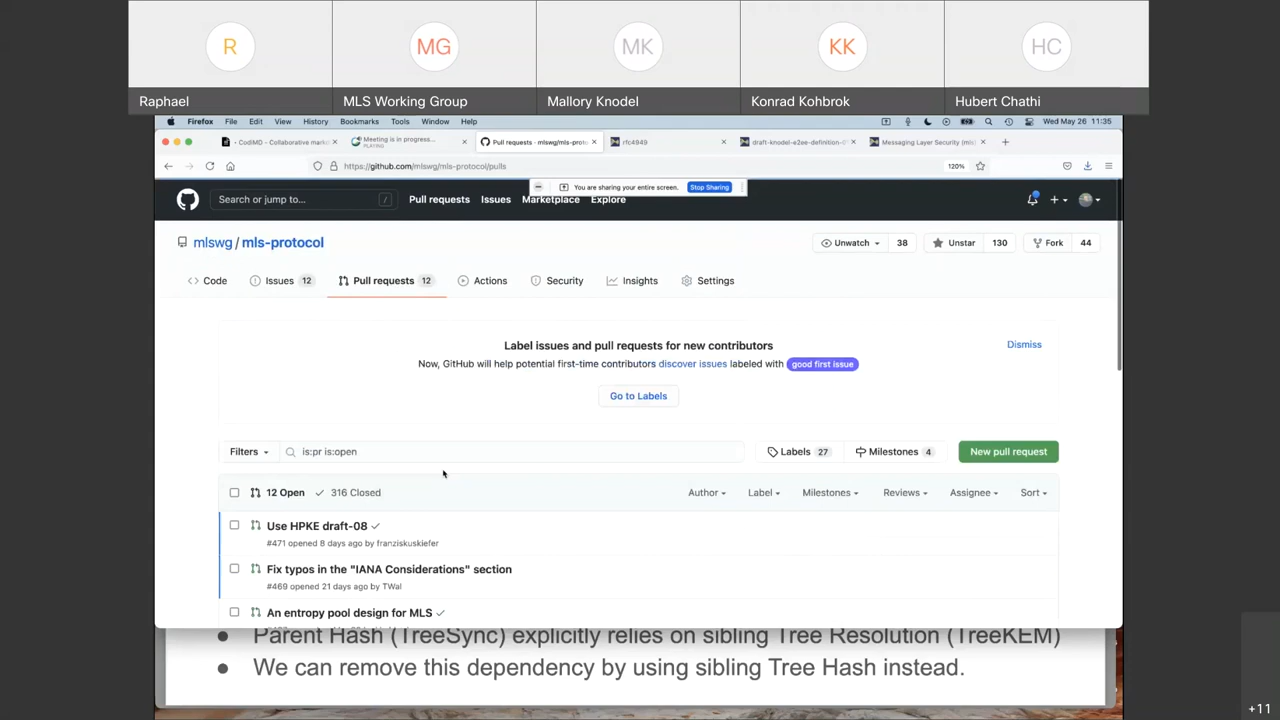 R MG MK KK HC
Raphael MLS Working Group Mallory Knodel Konrad Kohbrok Hubert Chathi
Firefox File Edit View History Bookmarks Tools Window Help Wed May 26 11:35
CodiMD - Collaborative mark Meeting is in progress... Pull requests · mlswg/mls-proto rfc4949 draft-knodel-e2ee-definition-0 Messaging Layer Security (mls)
PLAYING
https://github.com/mlswg/mls-protocol/pulls 120%
You are sharing your entire screen. Stop Sharing
Search or jump to... / Pull requests Issues Marketplace Explore
mlswg / mls-protocol Unwatch 38 Unstar 130 Fork 44
Code Issues 12 Pull requests 12 Actions Security Insights Settings
Label issues and pull requests for new contributors Dismiss
Now, GitHub will help potential first-time contributors discover issues labeled with good first issue
Go to Labels
Filters is:pr is:open Labels 27 Milestones 4 New pull request
12 Open 316 Closed Author Label Milestones Reviews Assignee Sort
Use HPKE draft-08
#471 opened 8 days ago by franziskuskiefer
Fix typos in the "IANA Considerations" section
#469 opened 21 days ago by TWal
An entropy pool design for MLS
● Parent Hash (TreeSync) explicitly relies on sibling Tree Resolution (TreeKEM)
● We can remove this dependency by using sibling Tree Hash instead.
+11